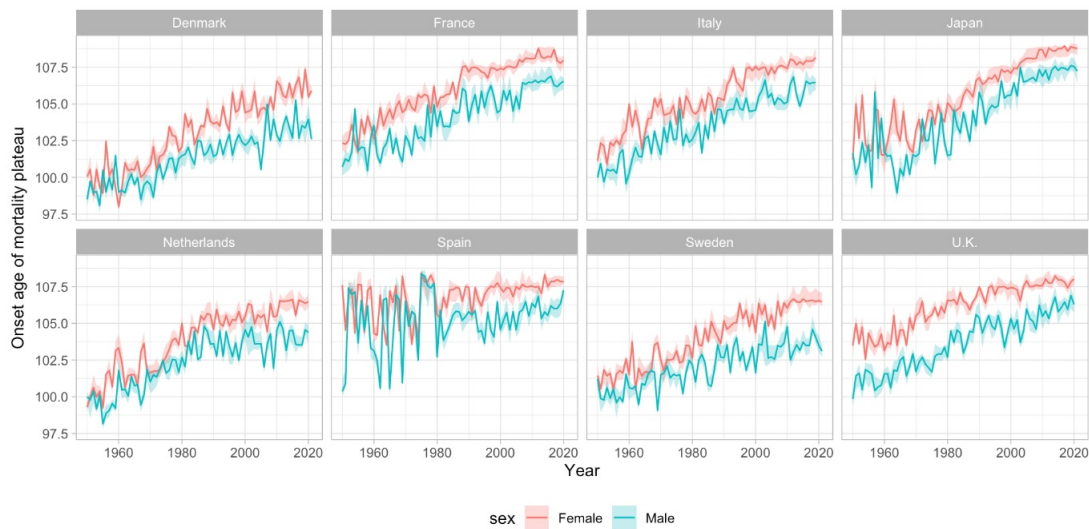 Denmark France Italy Japan
107.5
105.0
102.5
100.0
97.5
Netherlands Spain Sweden U.K.
107.5
105.0
102.5
100.0
97.5
1960 1980 2000 2020 1960 1980 2000 2020 1960 1980 2000 2020 1960 1980 2000 2020
Onset age of mortality plateau
Year
sex Female Male